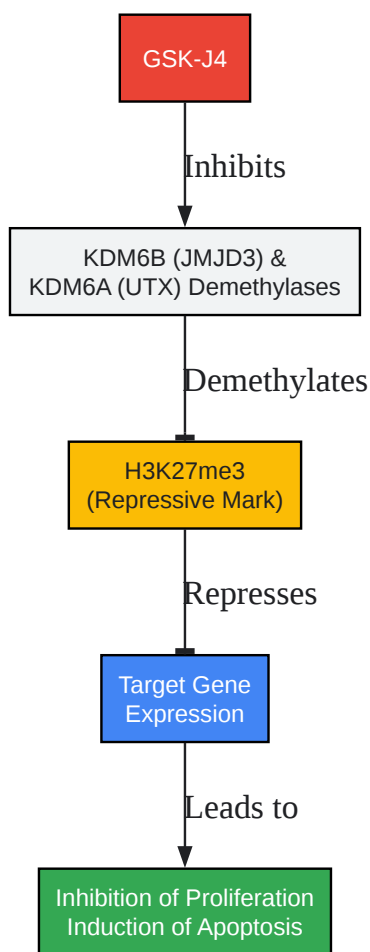 GSK-J4
Inhibits
KDM6B (JMJD3) &
KDM6A (UTX) Demethylases
Demethylates
H3K27me3
(Repressive Mark)
Represses
Target Gene
Expression
Leads to
Inhibition of Proliferation
Induction of Apoptosis